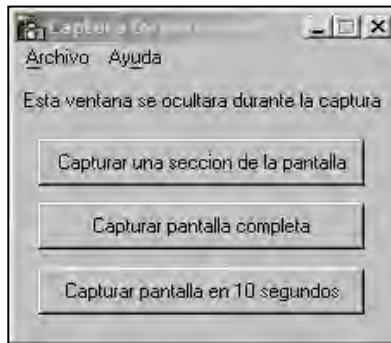 Captura
Archivo Ayuda
Esta ventana se ocultara durante la captura
Capturar una seccion de la pantalla
Capturar pantalla completa
Capturar pantalla en 10 segundos